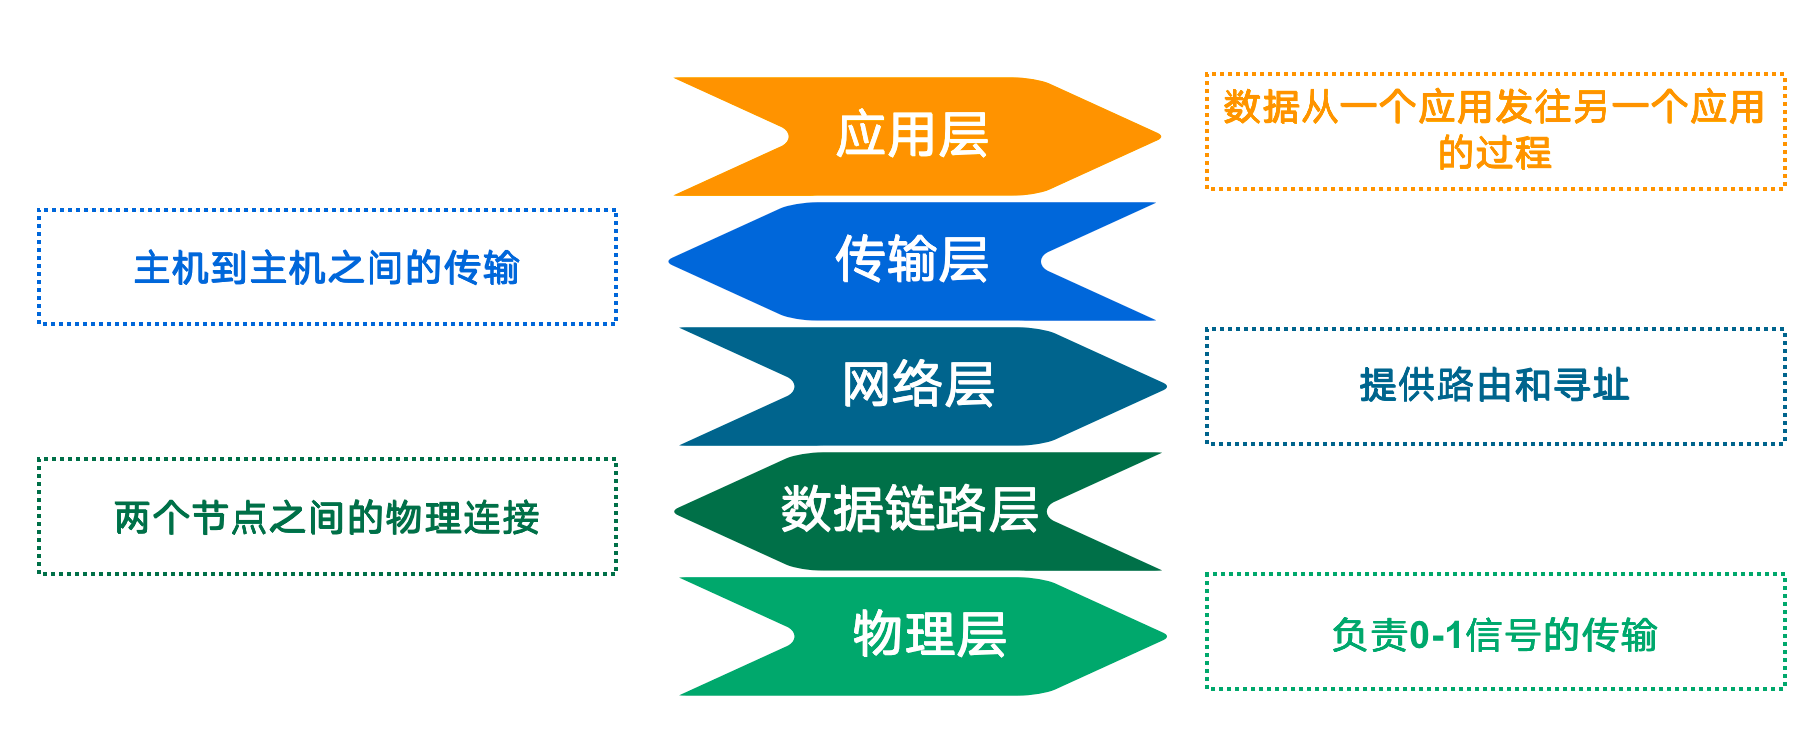 应用层
数据从一个应用发往另一个应用
的过程
主机到主机之间的传输
传输层
网络层
提供路由和寻址
两个节点之间的物理连接
数据链路层
物理层
负责0-1信号的传输